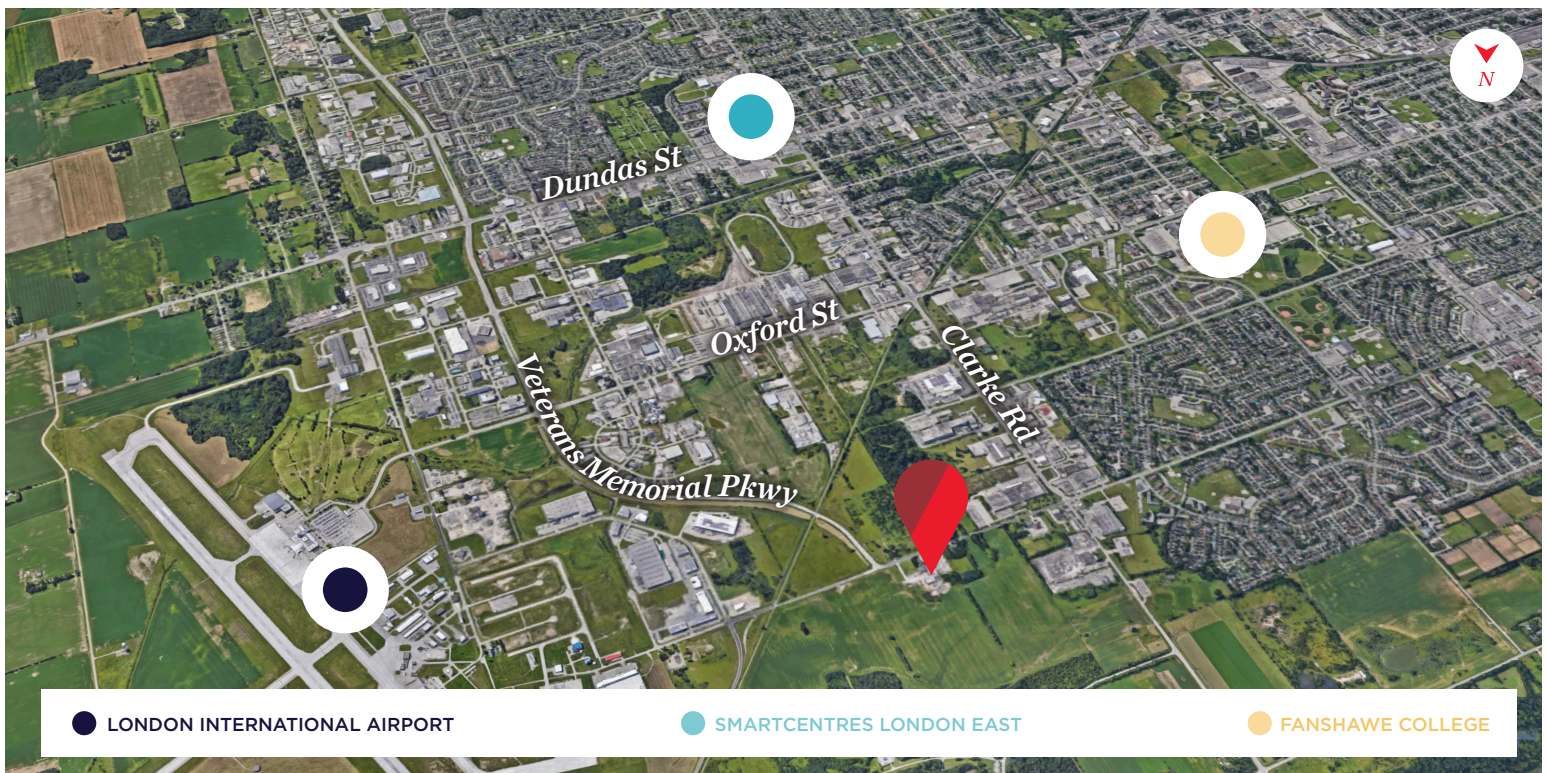 N
Dundas St
Oxford St
Clarke Rd
Veterans Memorial Pkwy
LONDON INTERNATIONAL AIRPORT
SMARTCENTRES LONDON EAST
FANSHAWE COLLEGE